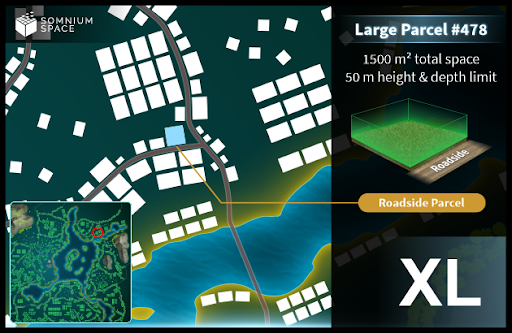 SOMNIUM
SPACE
Large Parcel #478
1500 m² total space
50 m height & depth limit
Roadside
Roadside Parcel
XL